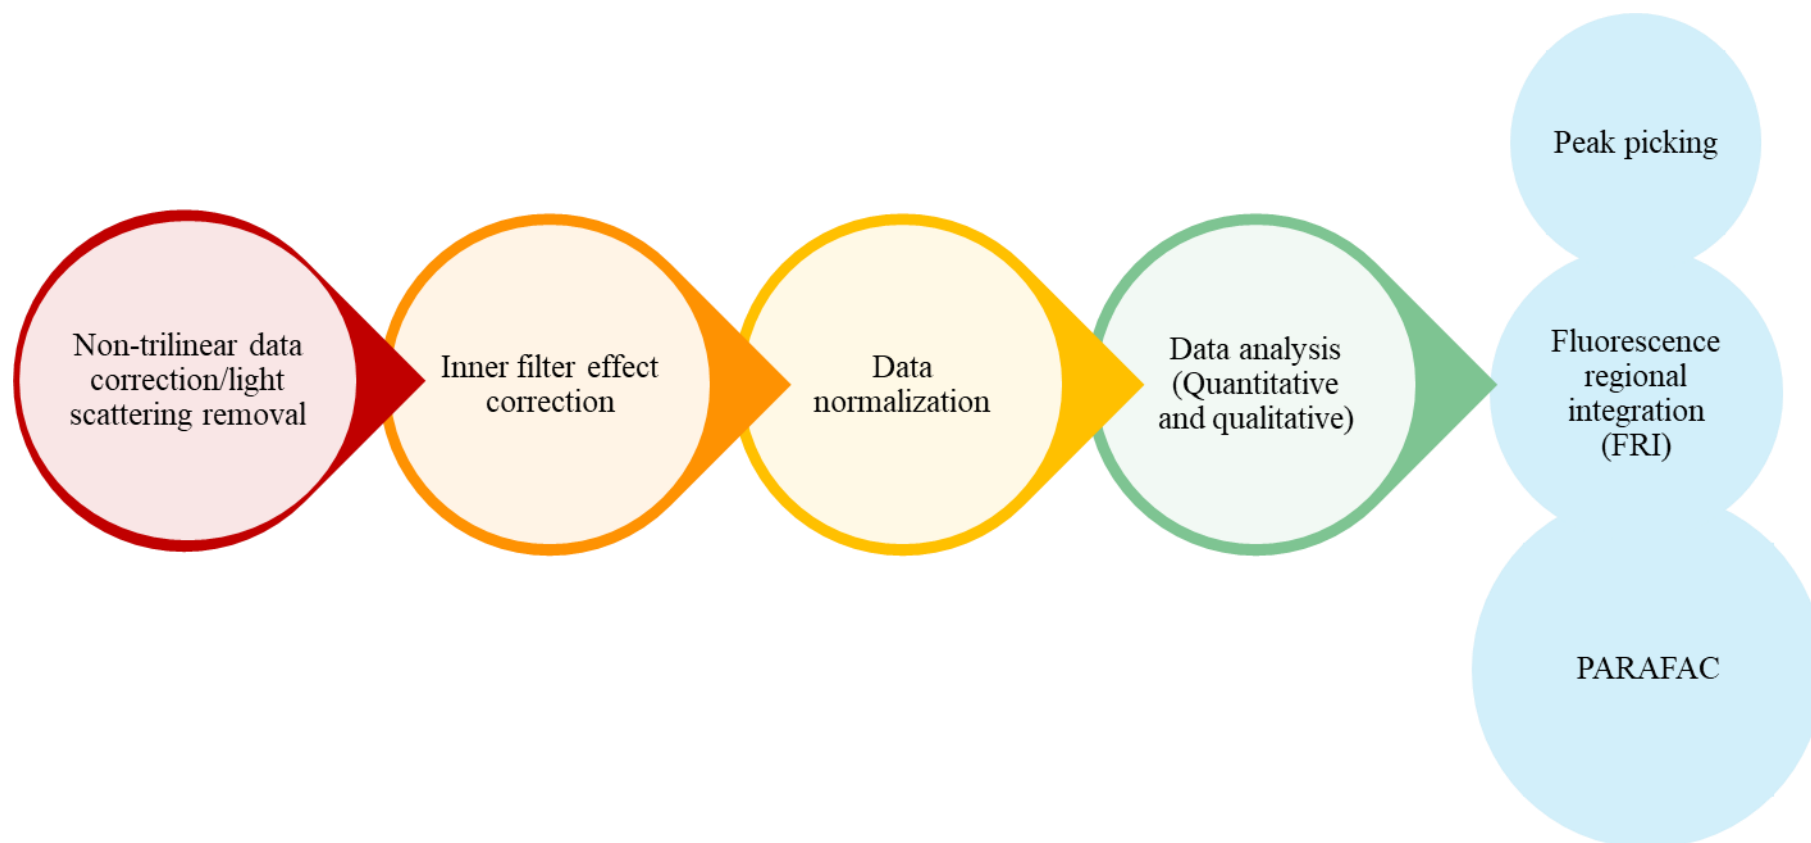 Non-trilinear data
correction/light
scattering removal
Inner filter effect
correction
Data
normalization
Data analysis
(Quantitative
and qualitative)
Peak picking
Fluorescence
regional
integration
(FRI)
PARAFAC